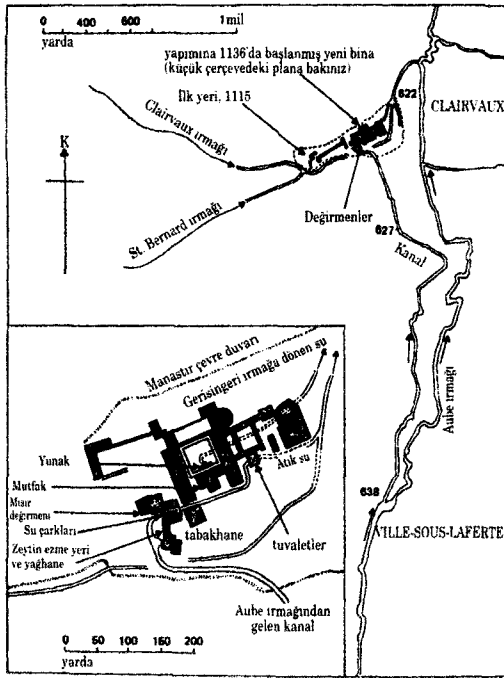 0 400 800 1 mil
yarda
yapımına 1136'da başlanmış yeni bina
(küçük çerçevedeki plana bakınız)
İlk yeri, 1115
622
CLAIRVAUX
Clairvaux ırmağı
K
Değirmenler
St. Bernard ırmağı
627
Kanal
Aube ırmağı
638
VILLE-SOUS-LAFERTE
Manastır çevre duvarı
Gerisingeri ırmağa dönen su
Yunak
Mutfak
Mısır
değirmeni
Su çarkları
Zeytin ezme yeri
ve yağhane
Atık su
tabakhane
tuvaletler
Aube ırmağından
gelen kanal
0 50 100 150 200
yarda